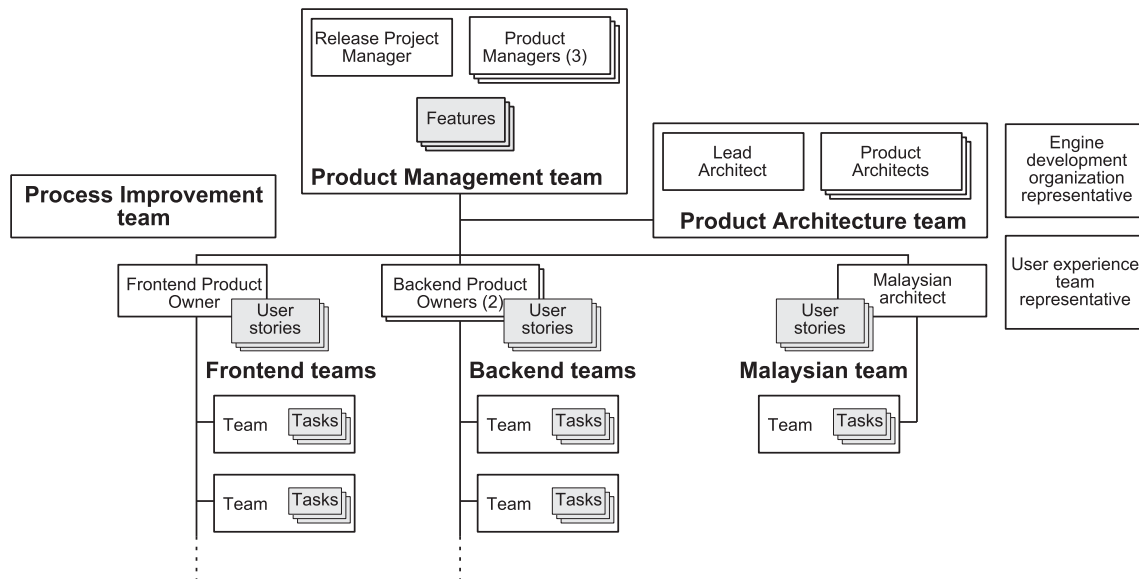 Release Project
Manager
Product
Managers (3)
Features
Product Management team
Process Improvement
team
Lead
Architect
Product
Architects
Product Architecture team
Engine
development
organization
representative
User experience
team
representative
Frontend Product
Owner
User
stories
Frontend teams
Team
Tasks
Team
Tasks
Backend Product
Owners (2)
User
stories
Backend teams
Team
Tasks
Team
Tasks
Malaysian
architect
User
stories
Malaysian team
Team
Tasks